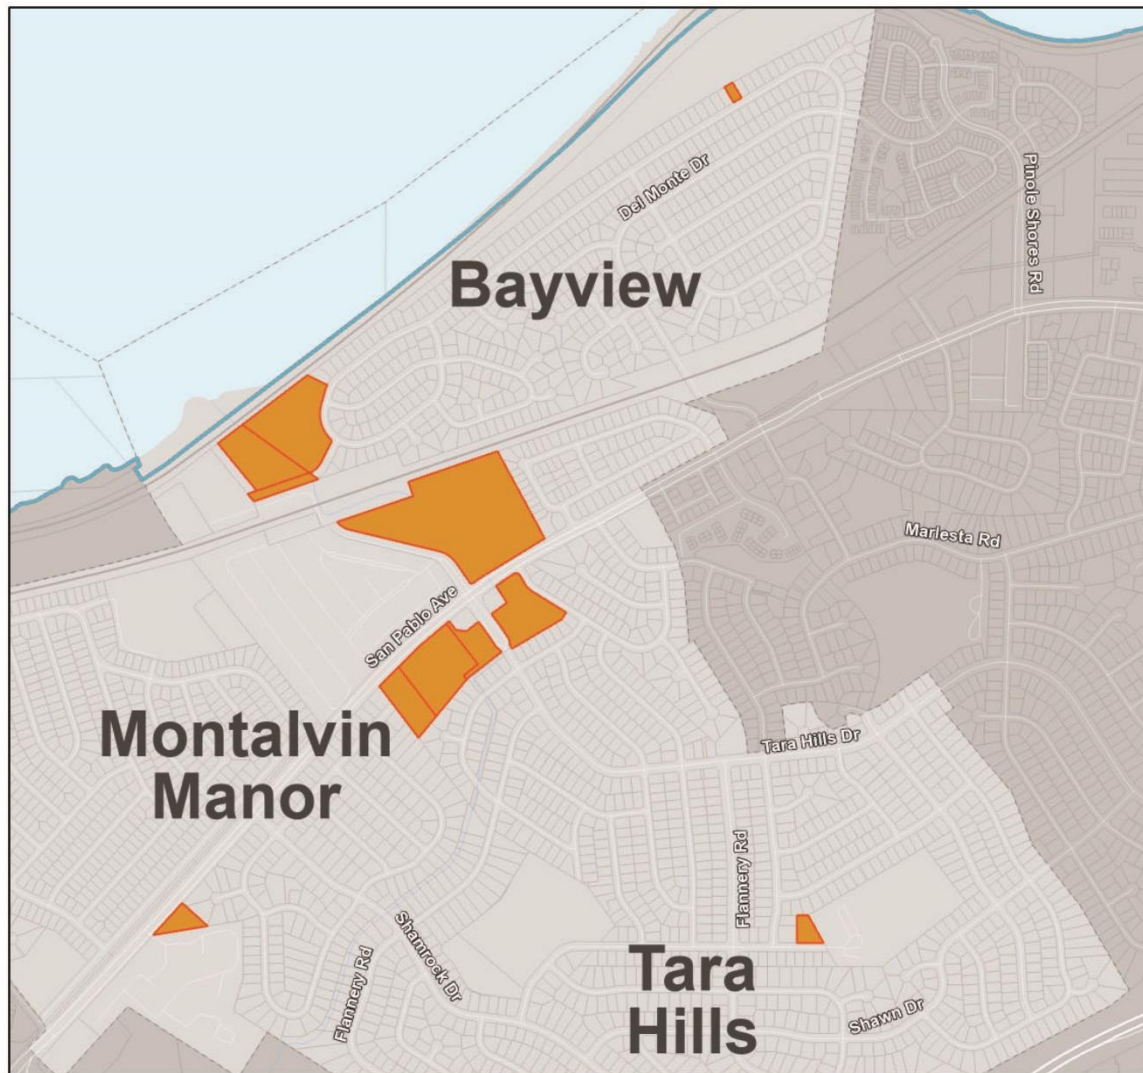 Del Monte Dr
Pinole Shores Rd
Bayview
Marlesta Rd
San Pablo Ave
Montalvin
Manor
Tara Hills Dr
Flannery Rd
Shamrock Dr
Flannery Rd
Tara
Hills
Shawn Dr